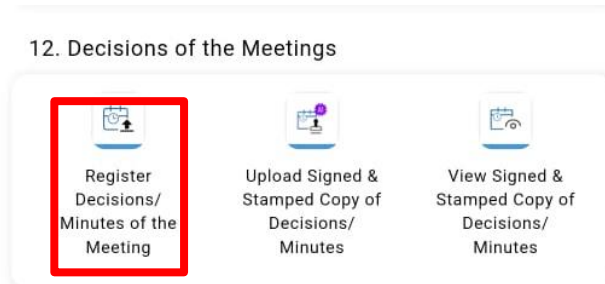 12. Decisions of the Meetings
Register
Decisions/
Minutes of the
Meeting
Upload Signed &
Stamped Copy of
Decisions/
Minutes
View Signed &
Stamped Copy of
Decisions/
Minutes